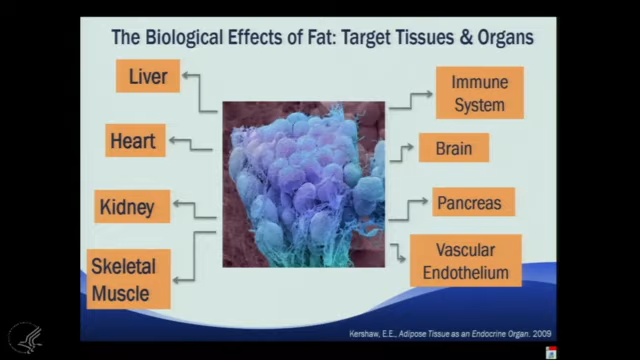 The Biological Effects of Fat: Target Tissues & Organs
Liver
Heart
Kidney
Skeletal
Muscle
Immune
System
Brain
Pancreas
Vascular
Endothelium
Kershaw, E.E., Adipose Tissue as an Endocrine Organ. 2009